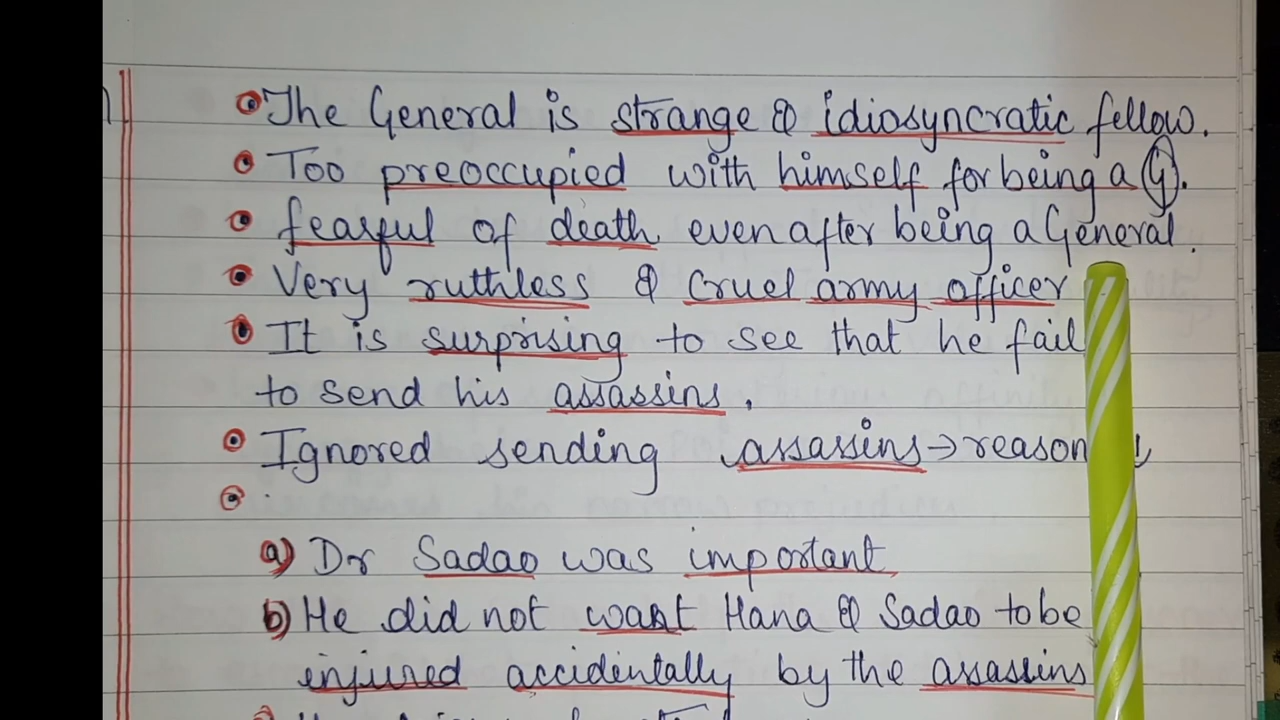 The General is strange & idiosyncratic fellow.
Too preoccupied with himself for being a G.
fearful of death even after being a General.
Very ruthless & cruel army officer
It is surprising to see that he fail
to send his assassins.
Ignored sending assassins → reason
a) Dr Sadao was important
b) He did not want Hana & Sadao to be
injured accidentally by the assassins